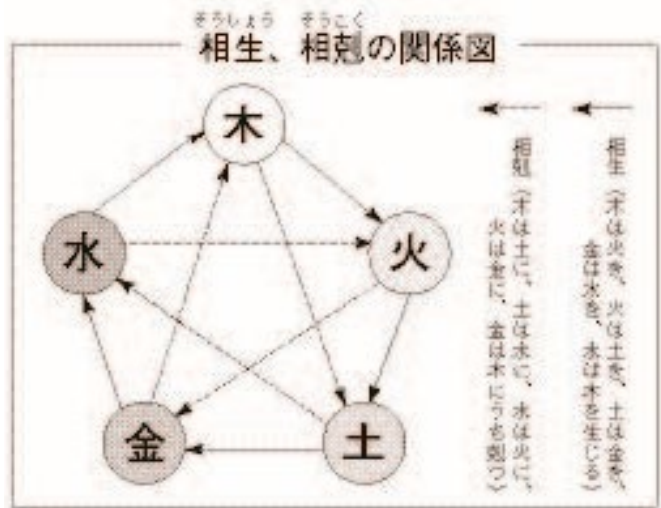 そうしょう そうこく
相生、相剋の関係図
木
火
土
金
水
相生（木は火を、火は土を、土は金を、
金は水を、水は木を生じる）
相剋（木は土に、土は水に、水は火に、
火は金に、金は木にうち剋つ）